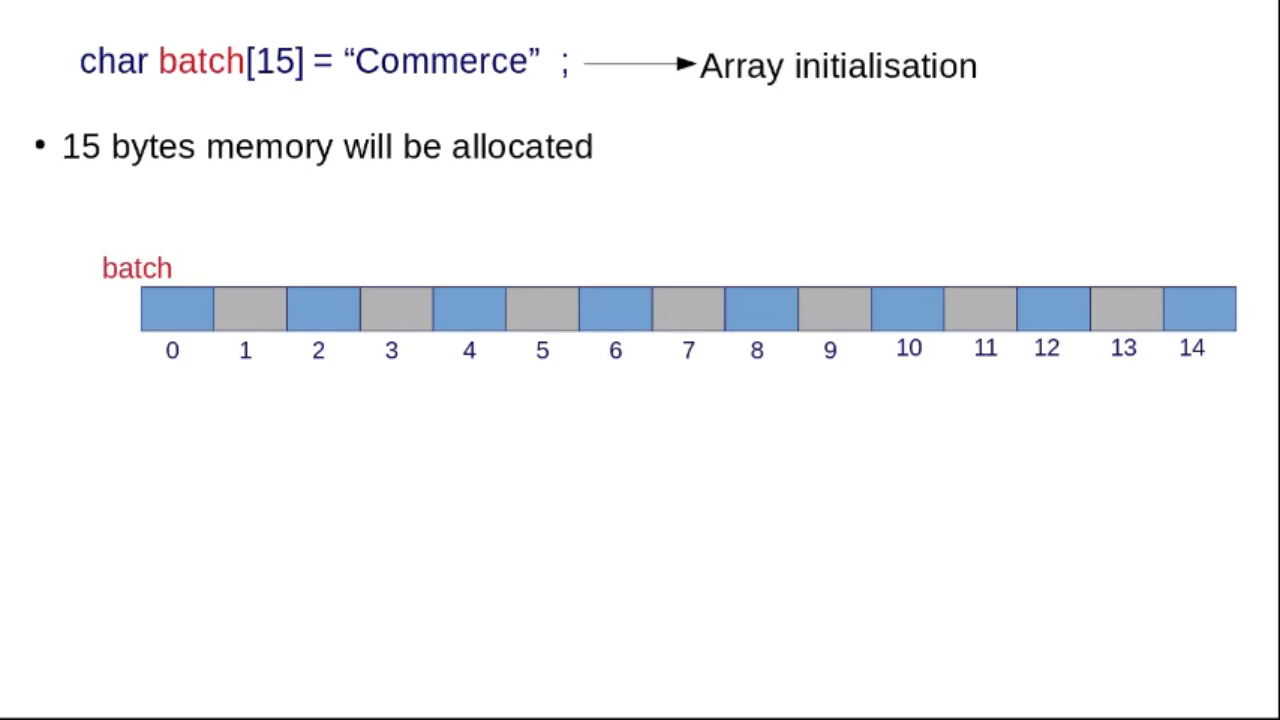 char batch[15] = “Commerce” ; Array initialisation
• 15 bytes memory will be allocated
batch
0 1 2 3 4 5 6 7 8 9 10 11 12 13 14